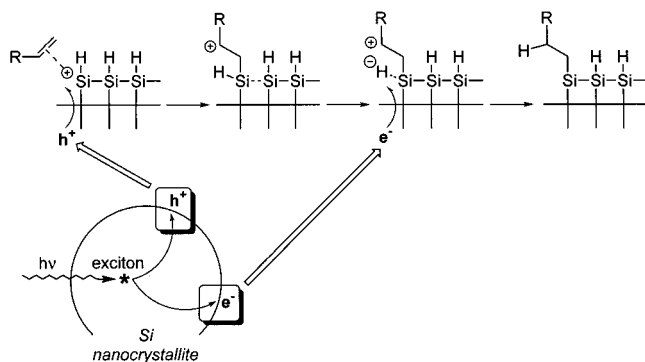 R
R
H H H
R
H H
H H
H
H H
⊕
⊕
⊕
⊖
⊕ Si–Si–Si–
H Si Si–Si–
H Si–Si–Si–
Si–Si–Si–
h+
e-
h+
hν
exciton
*
e-
Si
nanocrystallite